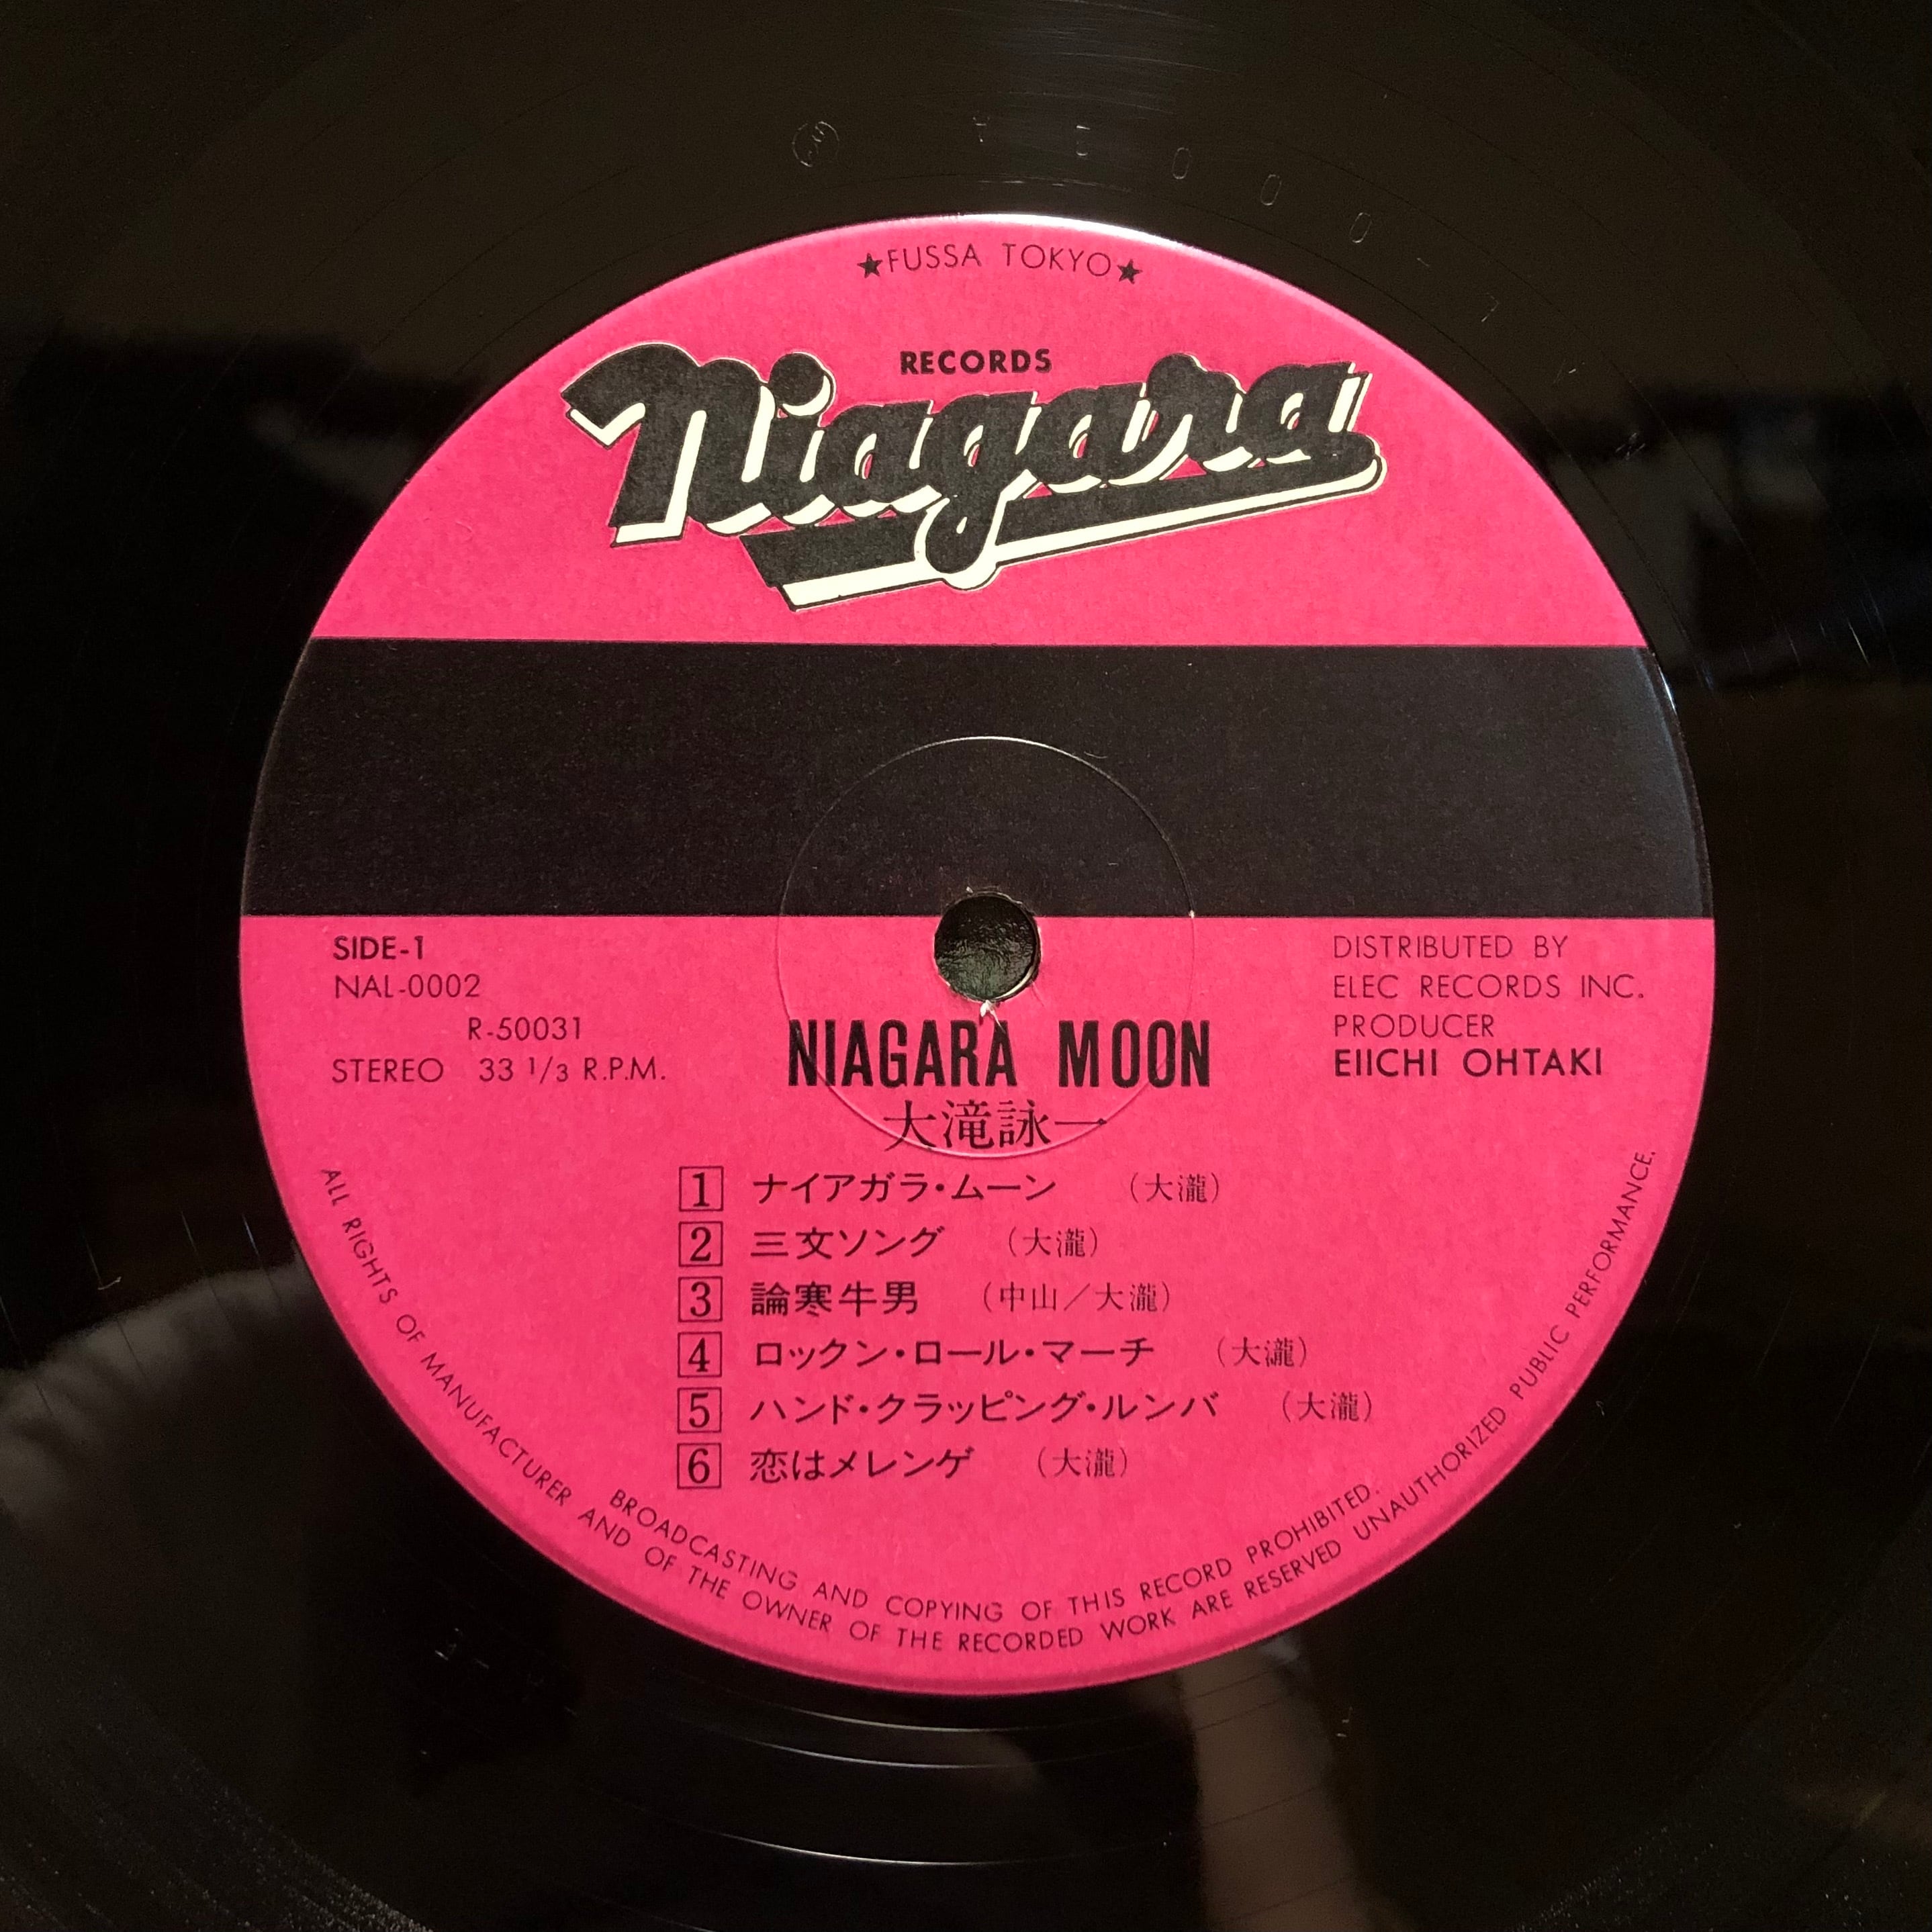 ★FUSSA TOKYO★
RECORDS
Niagara
SIDE-1
NAL-0002
R-50031
STEREO 33 1/3 R.P.M.
DISTRIBUTED BY
ELEC RECORDS INC.
PRODUCER
EIICHI OHTAKI
NIAGARA MOON
大滝詠一
1 ナイアガラ・ムーン (大瀧)
2 三文ソング (大瀧)
3 論寒牛男 (中山/大瀧)
4 ロックン・ロール・マーチ (大瀧)
5 ハンド・クラッピング・ルンバ (大瀧)
6 恋はメレンゲ (大瀧)
BROADCASTING AND COPYING OF THIS RECORD PROHIBITED.
ALL RIGHTS OF MANUFACTURER AND OF THE OWNER OF THE RECORDED WORK ARE RESERVED UNAUTHORIZED PUBLIC PERFORMANCE.